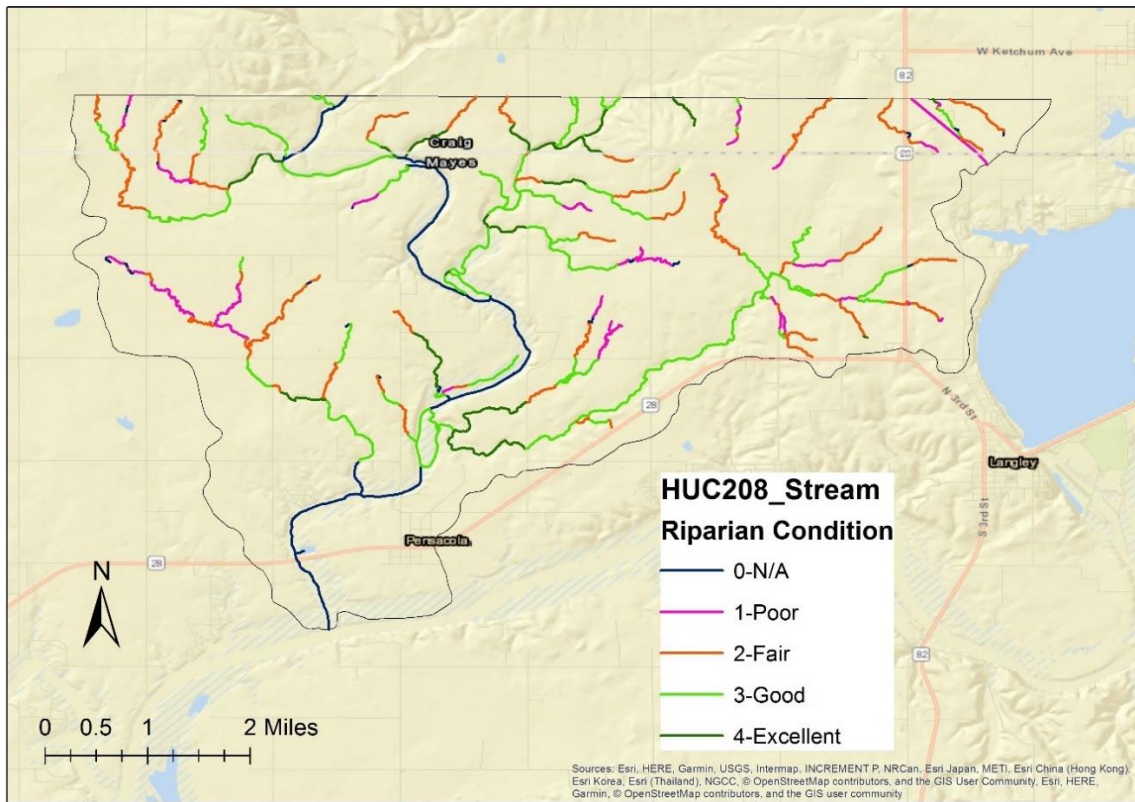 W Ketchum Ave
82
Craig
Mayes
20
N 3rd St
28
Langley
S 3rd St
Pensacola
28
82
HUC208_Stream
Riparian Condition
0-N/A
1-Poor
2-Fair
3-Good
4-Excellent
N
0 0.5 1 2 Miles
Sources: Esri, HERE, Garmin, USGS, Intermap, INCREMENT P, NRCan, Esri Japan, METI, Esri China (Hong Kong),
Esri Korea, Esri (Thailand), NGCC, © OpenStreetMap contributors, and the GIS User Community, Esri, HERE,
Garmin, © OpenStreetMap contributors, and the GIS user community